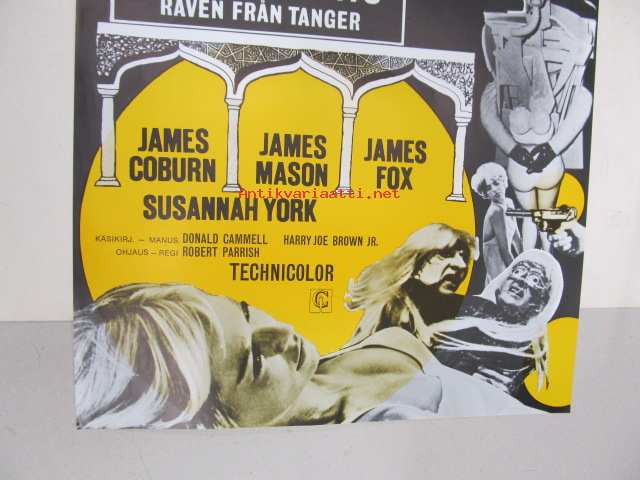 RÄVEN FRÅN TANGER
JAMES COBURN
JAMES MASON
JAMES FOX
Antikvariaatti.net
SUSANNAH YORK
KÄSIKIRJ. – MANUS. DONALD CAMMELL HARRY JOE BROWN JR.
OHJAUS – REGI ROBERT PARRISH
TECHNICOLOR